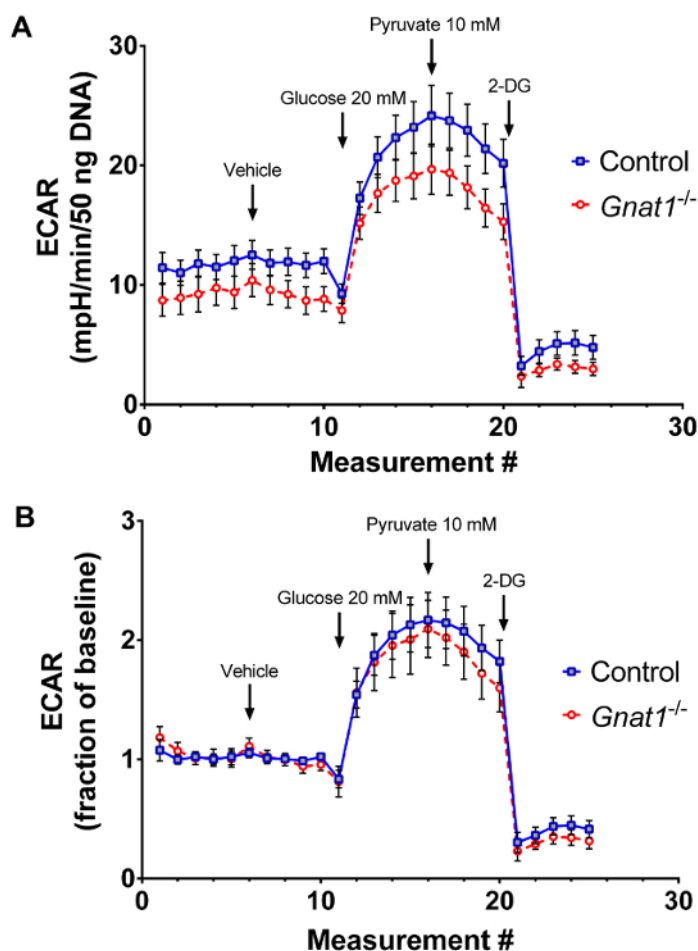 A
30
20
10
0
ECAR
(mpH/min/50 ng DNA)
Pyruvate 10 mM
Glucose 20 mM
2-DG
Vehicle
Control
Gnat1-/-
0
10
20
30
Measurement #
B
3
2
1
0
ECAR
(fraction of baseline)
Pyruvate 10 mM
Glucose 20 mM
2-DG
Vehicle
Control
Gnat1-/-
0
10
20
30
Measurement #